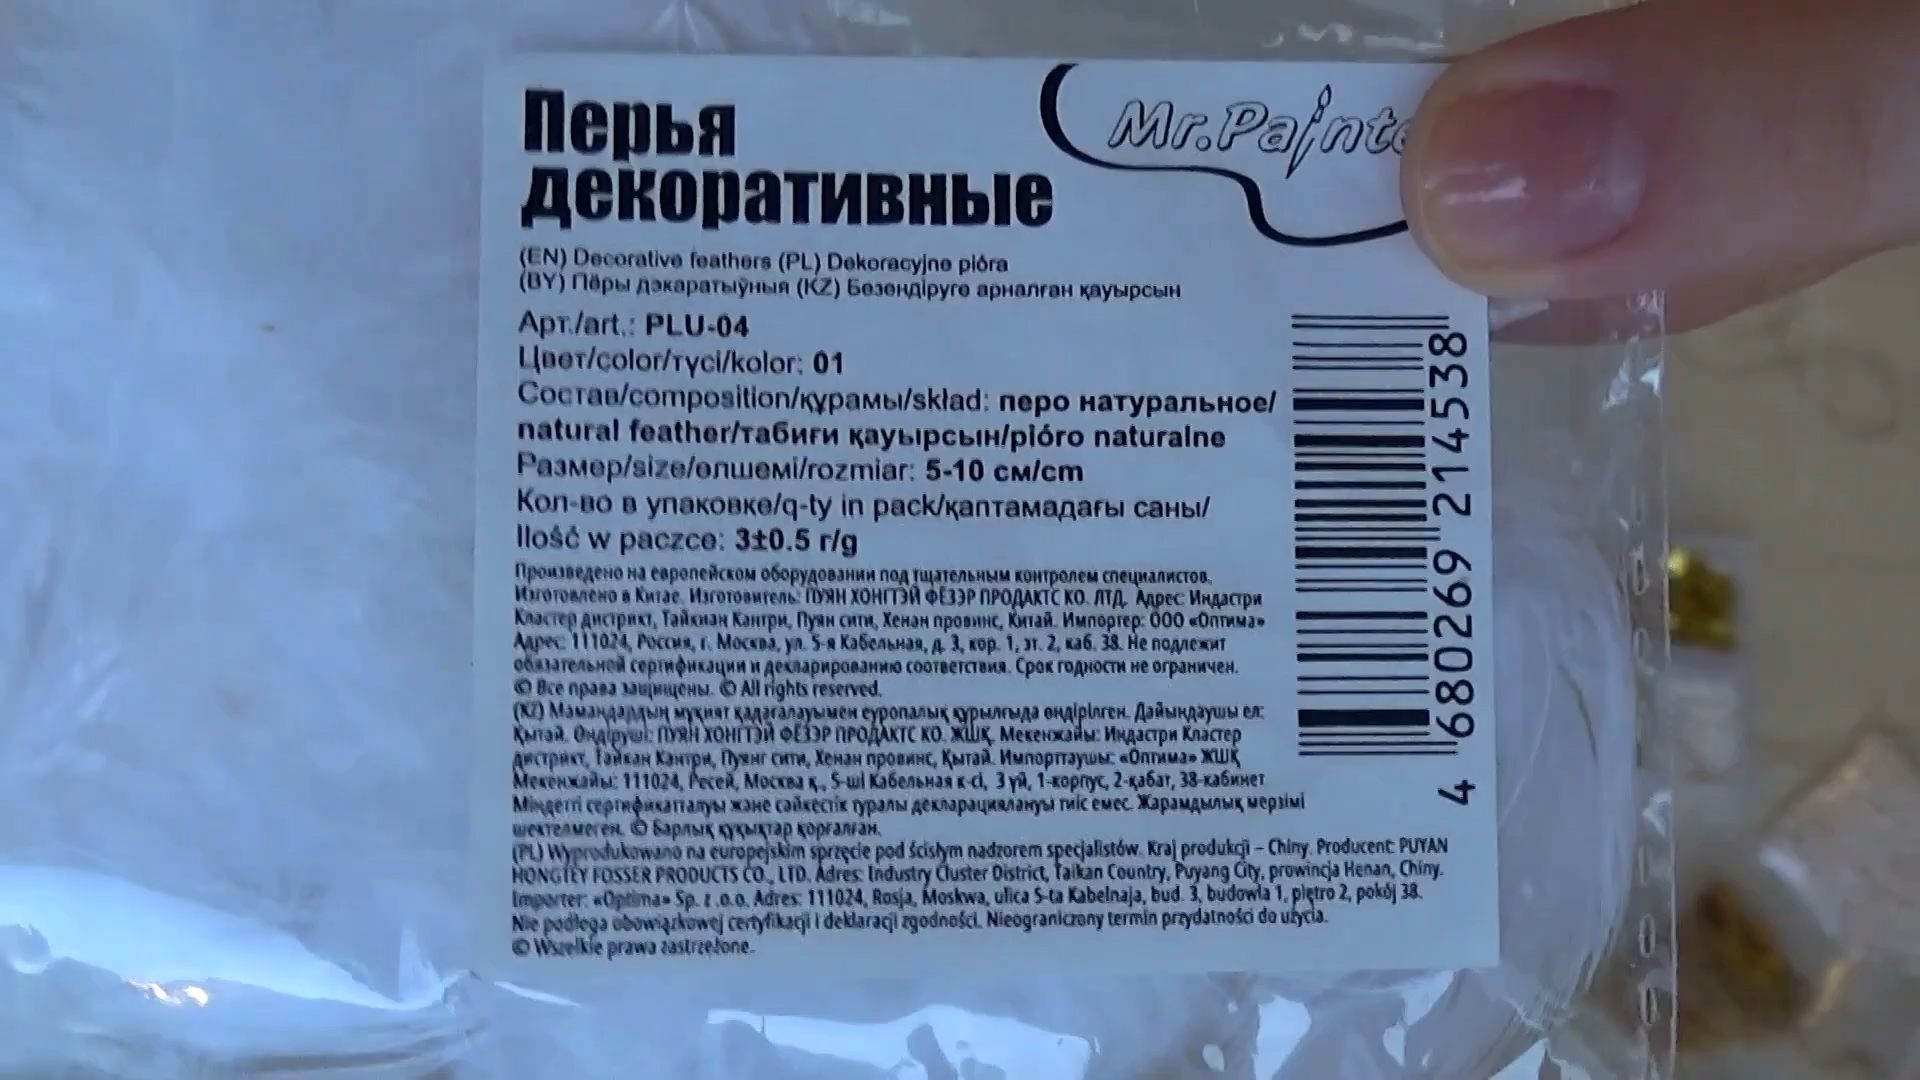 Перья
декоративные
Mr.Painte
(EN) Decorative feathers (PL) Dekoracyjne pióra
(BY) Пёры дэкаратыўныя (KZ) Безендіруге арналған қауырсын
Арт./art.: PLU-04
Цвет/color/түсі/kolor: 01
Состав/composition/құрамы/skład: перо натуральное/
natural feather/табиғи қауырсын/pióro naturalne
Размер/size/өлшемі/rozmiar: 5-10 см/cm
Кол-во в упаковке/q-ty in pack/қаптамадағы саны/
Ilość w paczce: 3±0.5 г/g
Произведено на европейском оборудовании под тщательным контролем специалистов.
Изготовлено в Китае. Изготовитель: ПУЯН ХОНГТЭЙ ФЁЗЭР ПРОДАКТС КО. ЛТД. Адрес: Индастри
Кластер дистрикт, Тайкиан Кантри, Пуян сити, Хенан провинс, Китай. Импортер: ООО «Оптима»
Адрес: 111024, Россия, г. Москва, ул. 5-я Кабельная, д. 3, кор. 1, эт. 2, каб. 38. Не подлежит
обязательной сертификации и декларированию соответствия. Срок годности не ограничен.
© Все права защищены. © All rights reserved.
(KZ) Мамандардың мұқият қадағалауымен еуропалық құрылғыда өндірілген. Дайындаушы ел:
Қытай. Өндіруші: ПУЯН ХОНГТЭЙ ФЁЗЭР ПРОДАКТС КО. ЖШҚ. Мекенжайы: Индастри Кластер
дистрикт, Тайкан Кантри, Пуянг сити, Хенан провинс, Қытай. Импорттаушы: «Оптима» ЖШҚ
Мекенжайы: 111024, Ресей, Москва қ., 5-ші Кабельная к-сі, 3 үй, 1-корпус, 2-қабат, 38-кабинет
Міндетті сертификатталуы және сәйкестік туралы декларациялануы тиіс емес. Жарамдылық мерзімі
шектелмеген. © Барлық құқықтар қорғалған.
(PL) Wyprodukowano na europejskim sprzęcie pod ścisłym nadzorem specjalistów. Kraj produkcji – Chiny. Producent: PUYAN
HONGTEY FOSSER PRODUCTS CO., LTD. Adres: Industry Cluster District, Taikan Country, Puyang City, prowincja Henan, Chiny.
Importer: «Optima» Sp. z .o.o. Adres: 111024, Rosja, Moskwa, ulica 5-ta Kabelnaja, bud. 3, budowla 1, piętro 2, pokój 38.
Nie podlega obowiązkowej certyfikacji i deklaracji zgodności. Nieograniczony termin przydatności do użycia.
© Wszelkie prawa zastrzeżone.
4 680269 214538